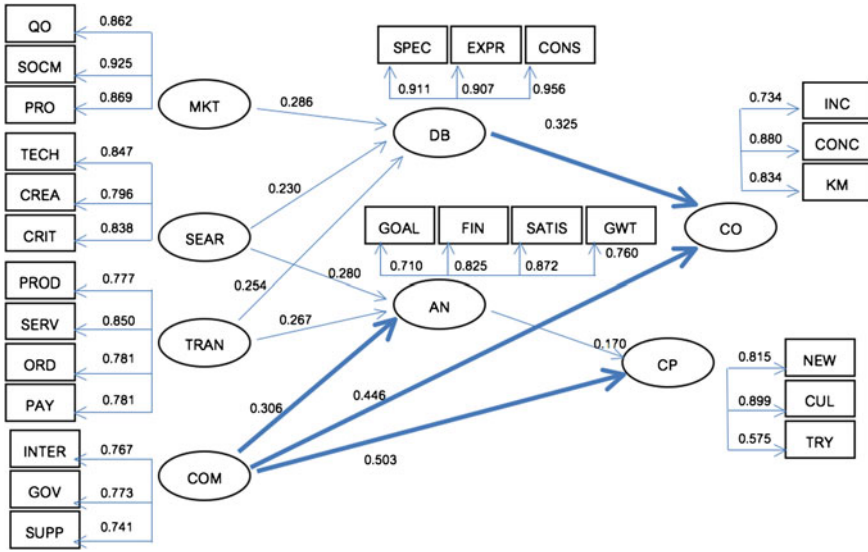 QO
0.862
SOCM
0.925
PRO
0.869
MKT
TECH
0.847
CREA
0.796
CRIT
0.838
SEAR
PROD
0.777
SERV
0.850
ORD
0.781
PAY
0.781
TRAN
INTER
0.767
GOV
0.773
SUPP
0.741
COM
0.286
0.230
0.254
0.280
0.267
0.306
0.446
0.503
SPEC
EXPR
CONS
0.911
0.907
0.956
DB
0.325
GOAL
FIN
SATIS
GWT
0.710
0.825
0.872
0.760
AN
0.170
0.734
INC
0.880
CONC
0.834
KM
CO
CP
0.815
NEW
0.899
CUL
0.575
TRY